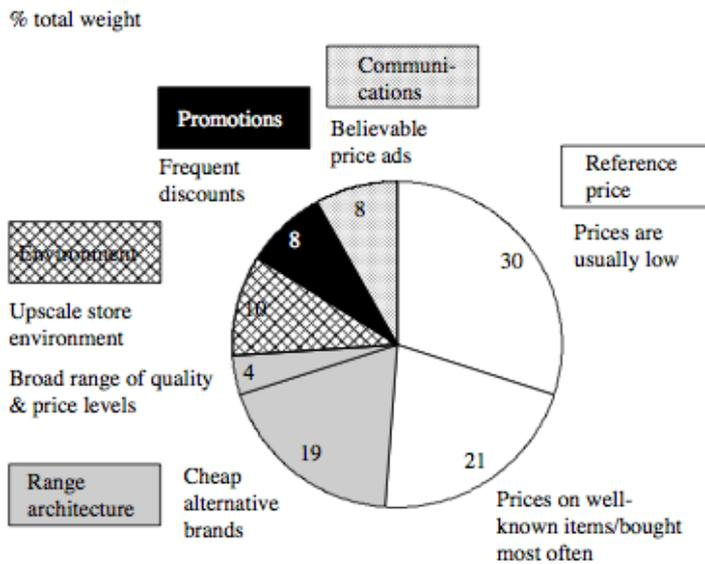 % total weight
Communi-
cations
Promotions
Believable
price ads
Frequent
discounts
Reference
price
Prices are
usually low
8
8
30
Environment
10
Upscale store
environment
4
Broad range of quality
& price levels
19
21
Range
architecture
Cheap
alternative
brands
Prices on well-
known items/bought
most often